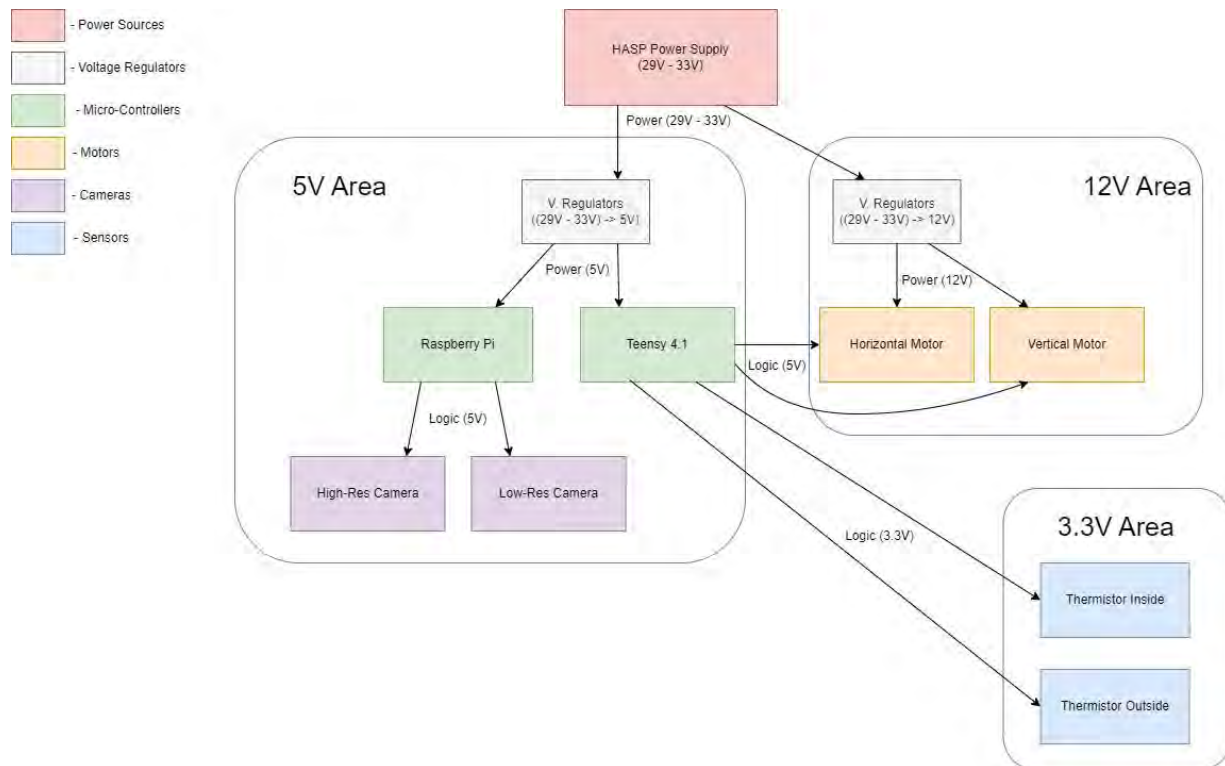 - Power Sources
- Voltage Regulators
- Micro-Controllers
- Motors
- Cameras
- Sensors
HASP Power Supply
(29V - 33V)
Power (29V - 33V)
5V Area
12V Area
V. Regulators
((29V - 33V) -> 5V)
V. Regulators
((29V - 33V) -> 12V)
Power (5V)
Power (12V)
Raspberry Pi
Teensy 4.1
Horizontal Motor
Vertical Motor
Logic (5V)
Logic (5V)
High-Res Camera
Low-Res Camera
3.3V Area
Logic (3.3V)
Thermistor Inside
Thermistor Outside